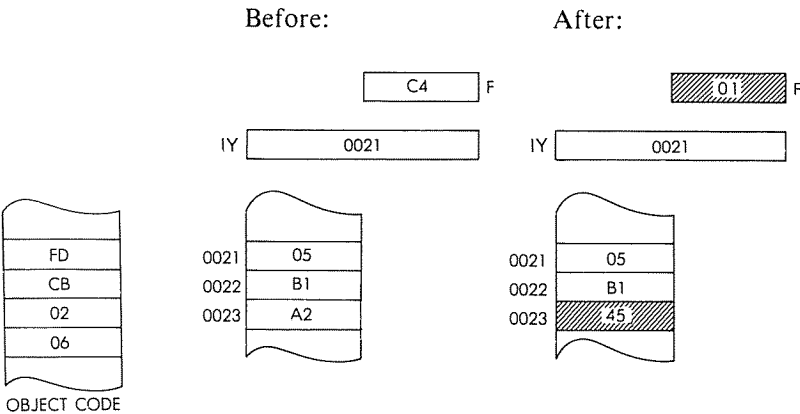 Before:
After:
C4 F
01 F
IY 0021
IY 0021
FD
CB
02
06
OBJECT CODE
0021 05
0022 B1
0023 A2
0021 05
0022 B1
0023 45